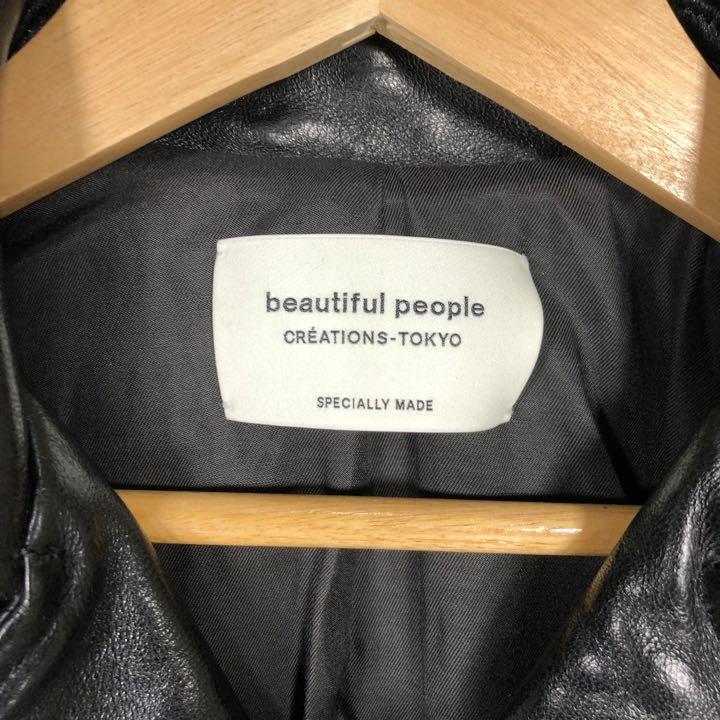 beautiful people
CRÉATIONS-TOKYO
SPECIALLY MADE